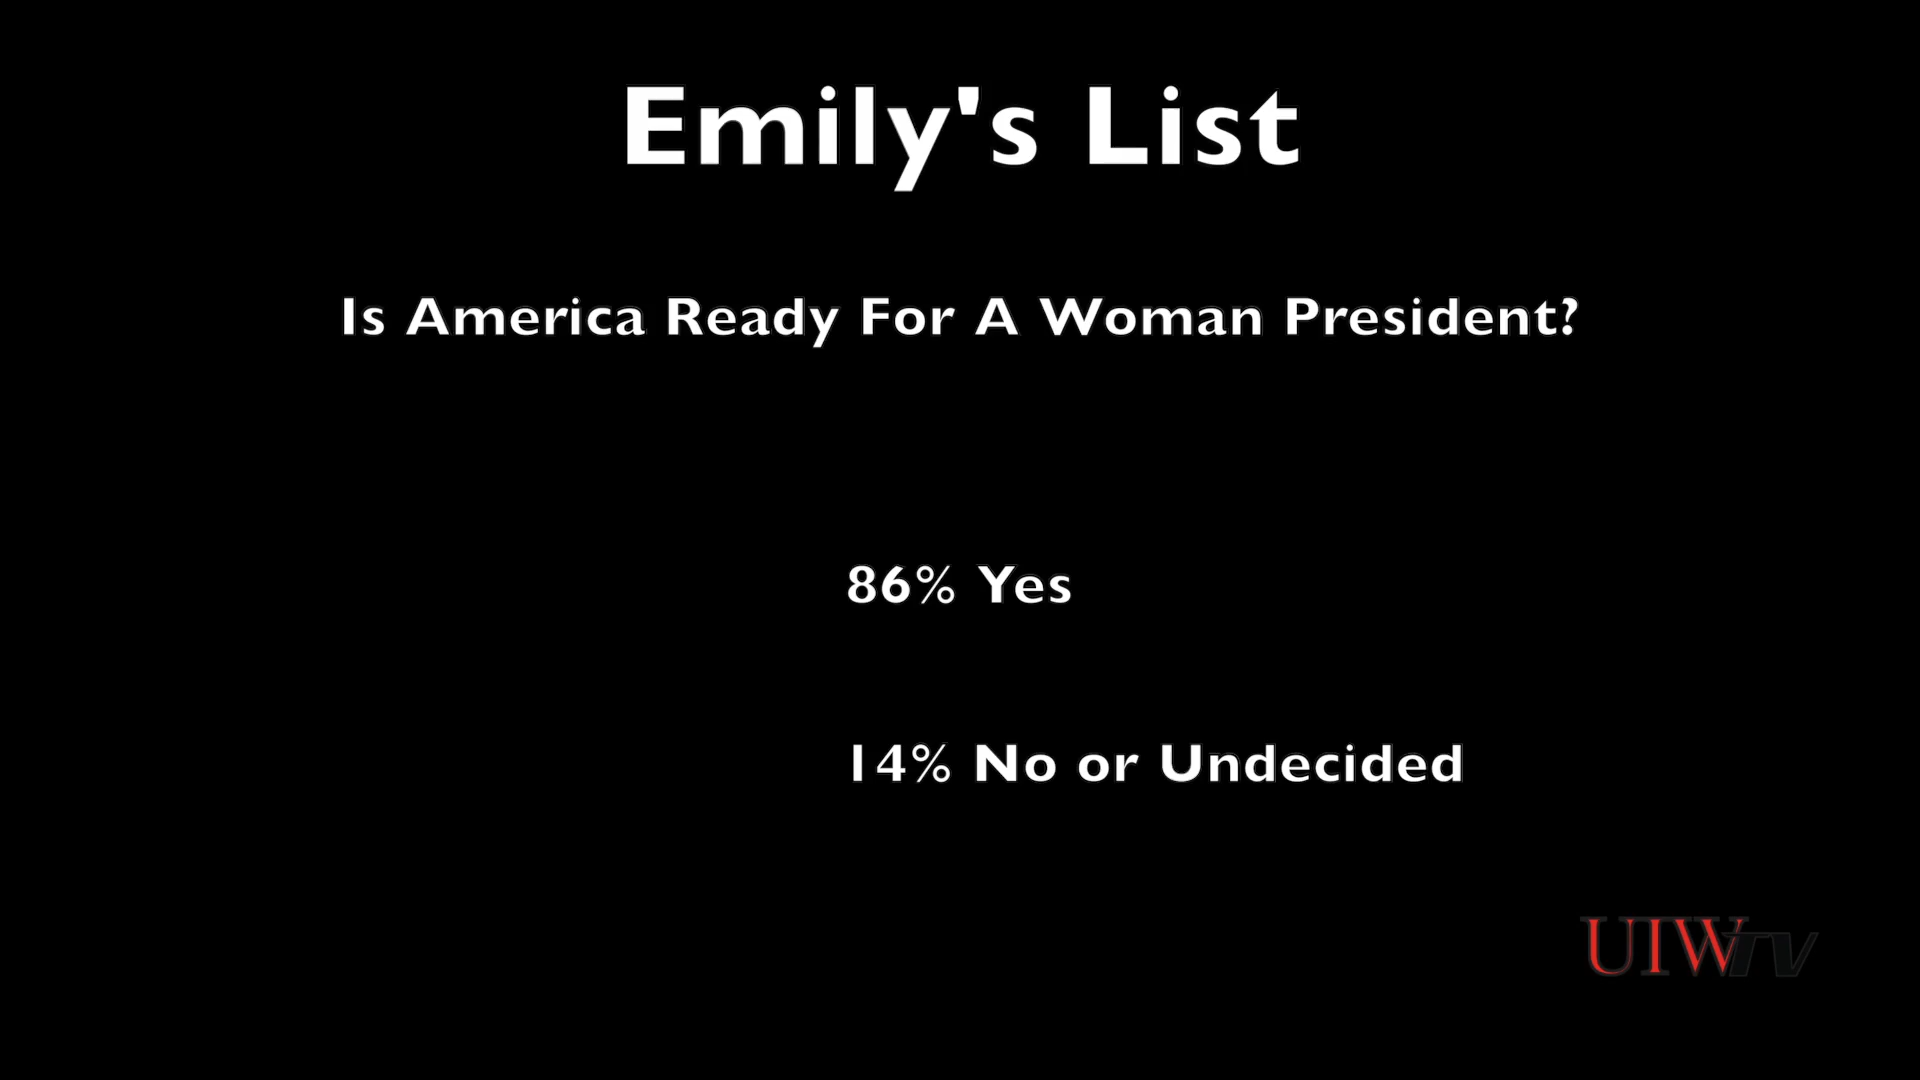 Emily's List
Is America Ready For A Woman President?
86% Yes
14% No or Undecided
UIWTV